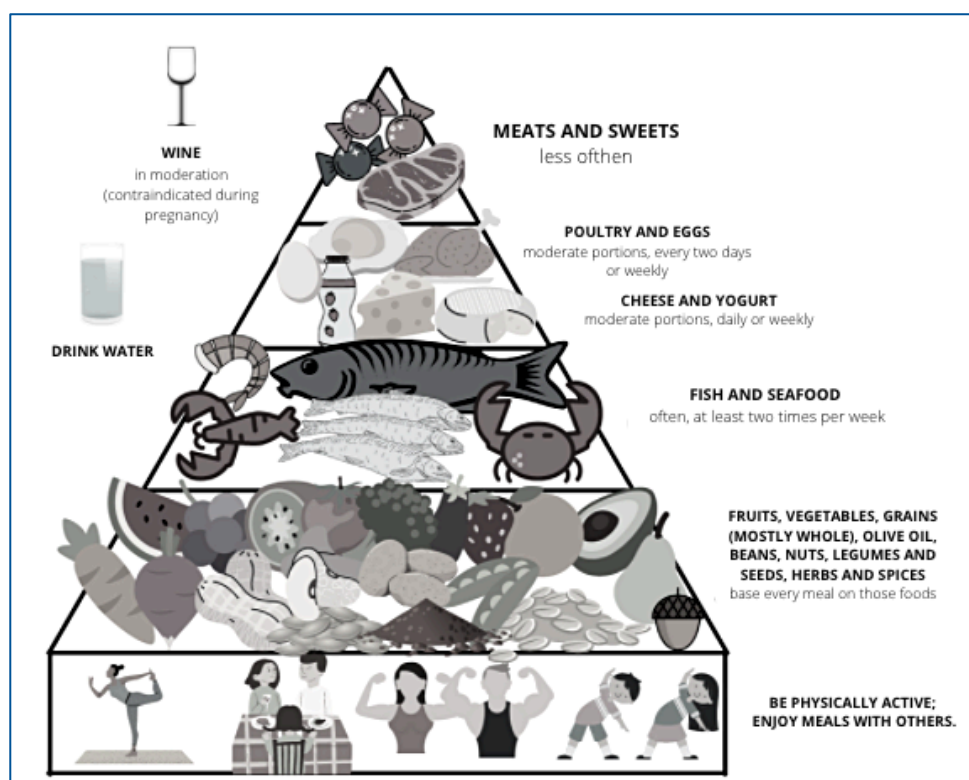 WINE
in moderation
(contraindicated during
pregnancy)
DRINK WATER
MEATS AND SWEETS
less ofthen
POULTRY AND EGGS
moderate portions, every two days
or weekly
CHEESE AND YOGURT
moderate portions, daily or weekly
FISH AND SEAFOOD
often, at least two times per week
FRUITS, VEGETABLES, GRAINS
(MOSTLY WHOLE), OLIVE OIL,
BEANS, NUTS, LEGUMES AND
SEEDS, HERBS AND SPICES
base every meal on those foods
BE PHYSICALLY ACTIVE;
ENJOY MEALS WITH OTHERS.